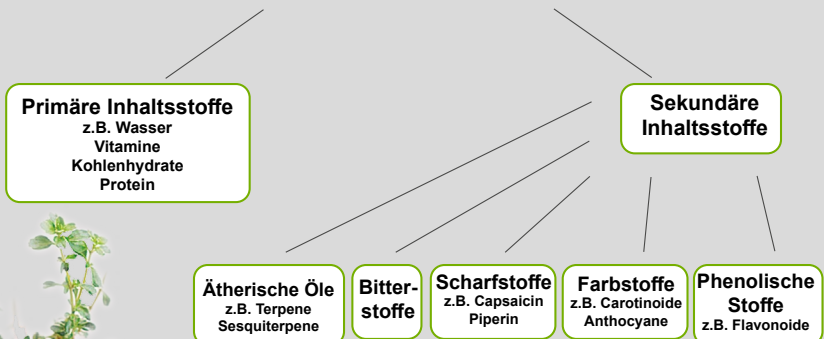 Primäre Inhaltsstoffe
z.B. Wasser
Vitamine
Kohlenhydrate
Protein
Sekundäre
Inhaltsstoffe
Ätherische Öle
z.B. Terpene
Sesquiterpene
Bitter-
stoffe
Scharfstoffe
z.B. Capsaicin
Piperin
Farbstoffe
z.B. Carotinoide
Anthocyane
Phenolische
Stoffe
z.B. Flavonoide